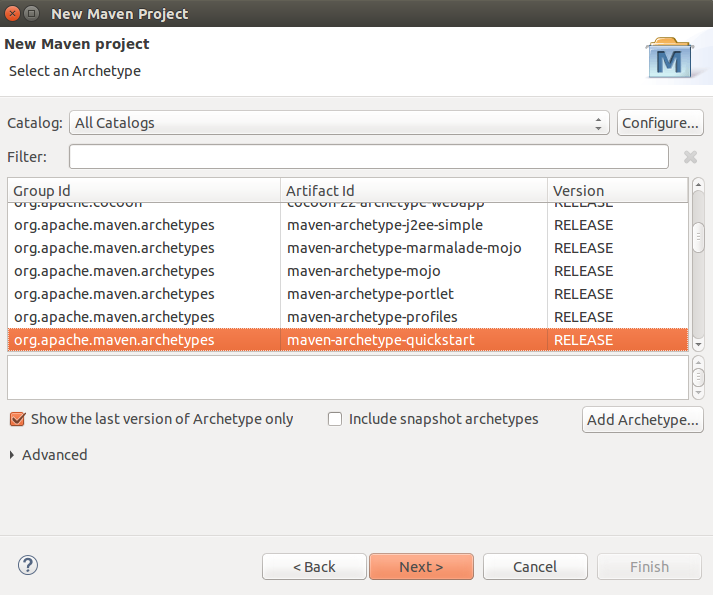 New Maven Project
New Maven project
Select an Archetype
M
Catalog: All Catalogs Configure...
Filter:
Group Id Artifact Id Version
org.apache.cocoon cocoon-22-archetype-webapp RELEASE
org.apache.maven.archetypes maven-archetype-j2ee-simple RELEASE
org.apache.maven.archetypes maven-archetype-marmalade-mojo RELEASE
org.apache.maven.archetypes maven-archetype-mojo RELEASE
org.apache.maven.archetypes maven-archetype-portlet RELEASE
org.apache.maven.archetypes maven-archetype-profiles RELEASE
org.apache.maven.archetypes maven-archetype-quickstart RELEASE
Show the last version of Archetype only Include snapshot archetypes Add Archetype...
Advanced
? < Back Next > Cancel Finish